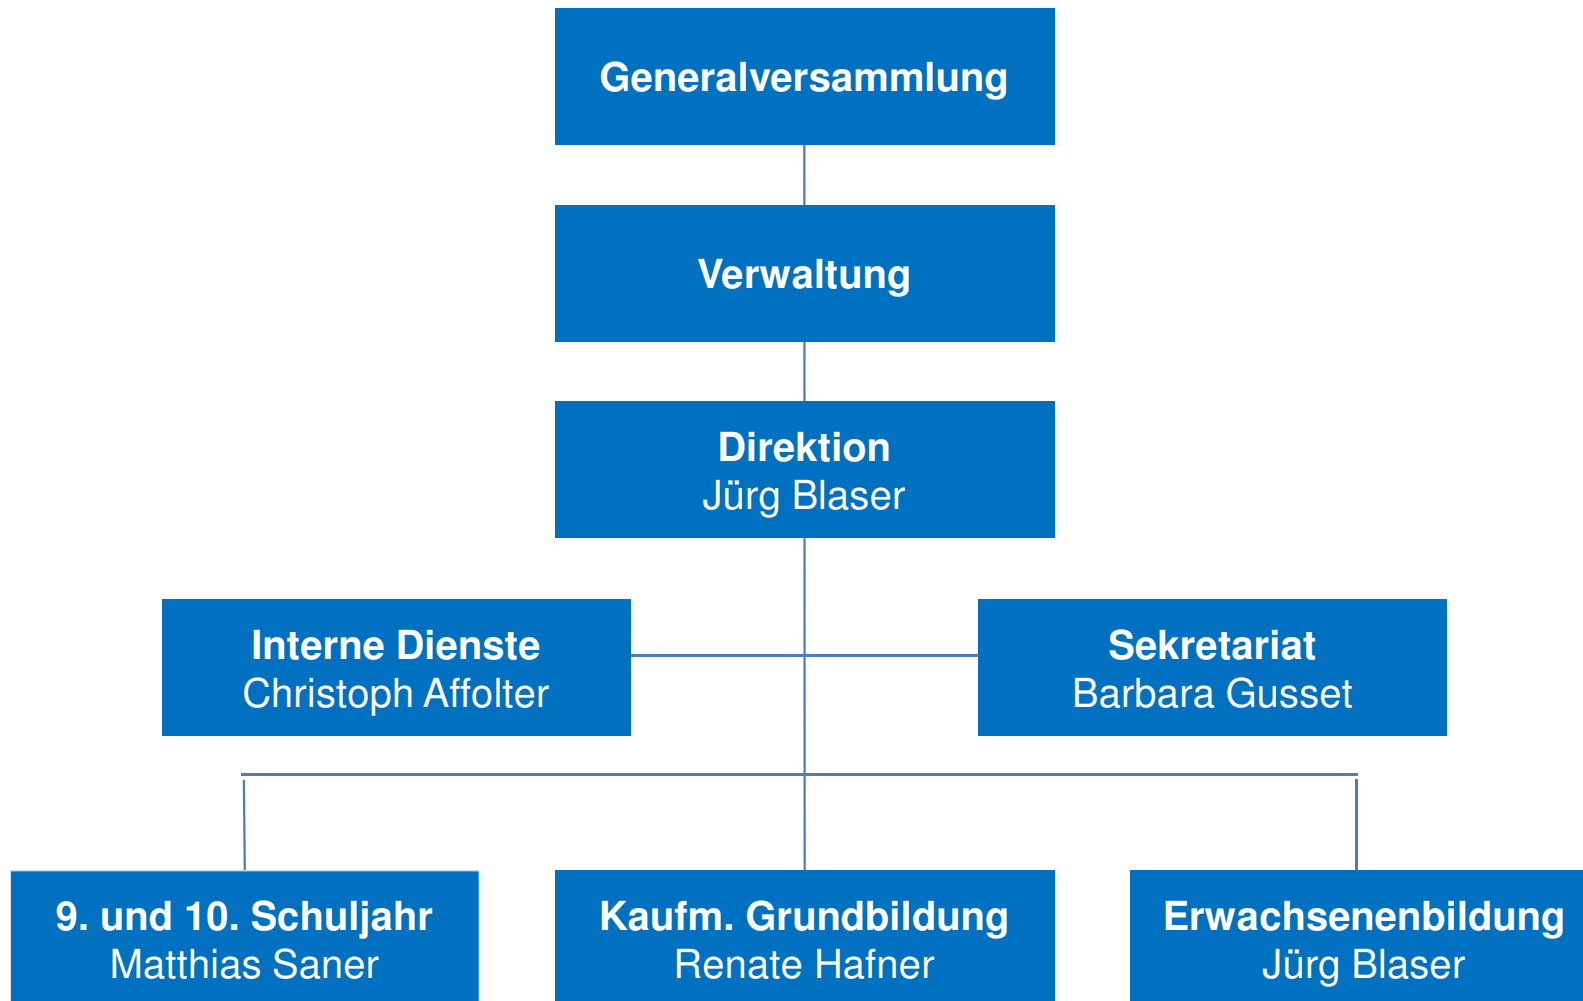 Generalversammlung
Verwaltung
Direktion
Jürg Blaser
Interne Dienste
Christoph Affolter
Sekretariat
Barbara Gusset
9. und 10. Schuljahr
Matthias Saner
Kaufm. Grundbildung
Renate Hafner
Erwachsenenbildung
Jürg Blaser